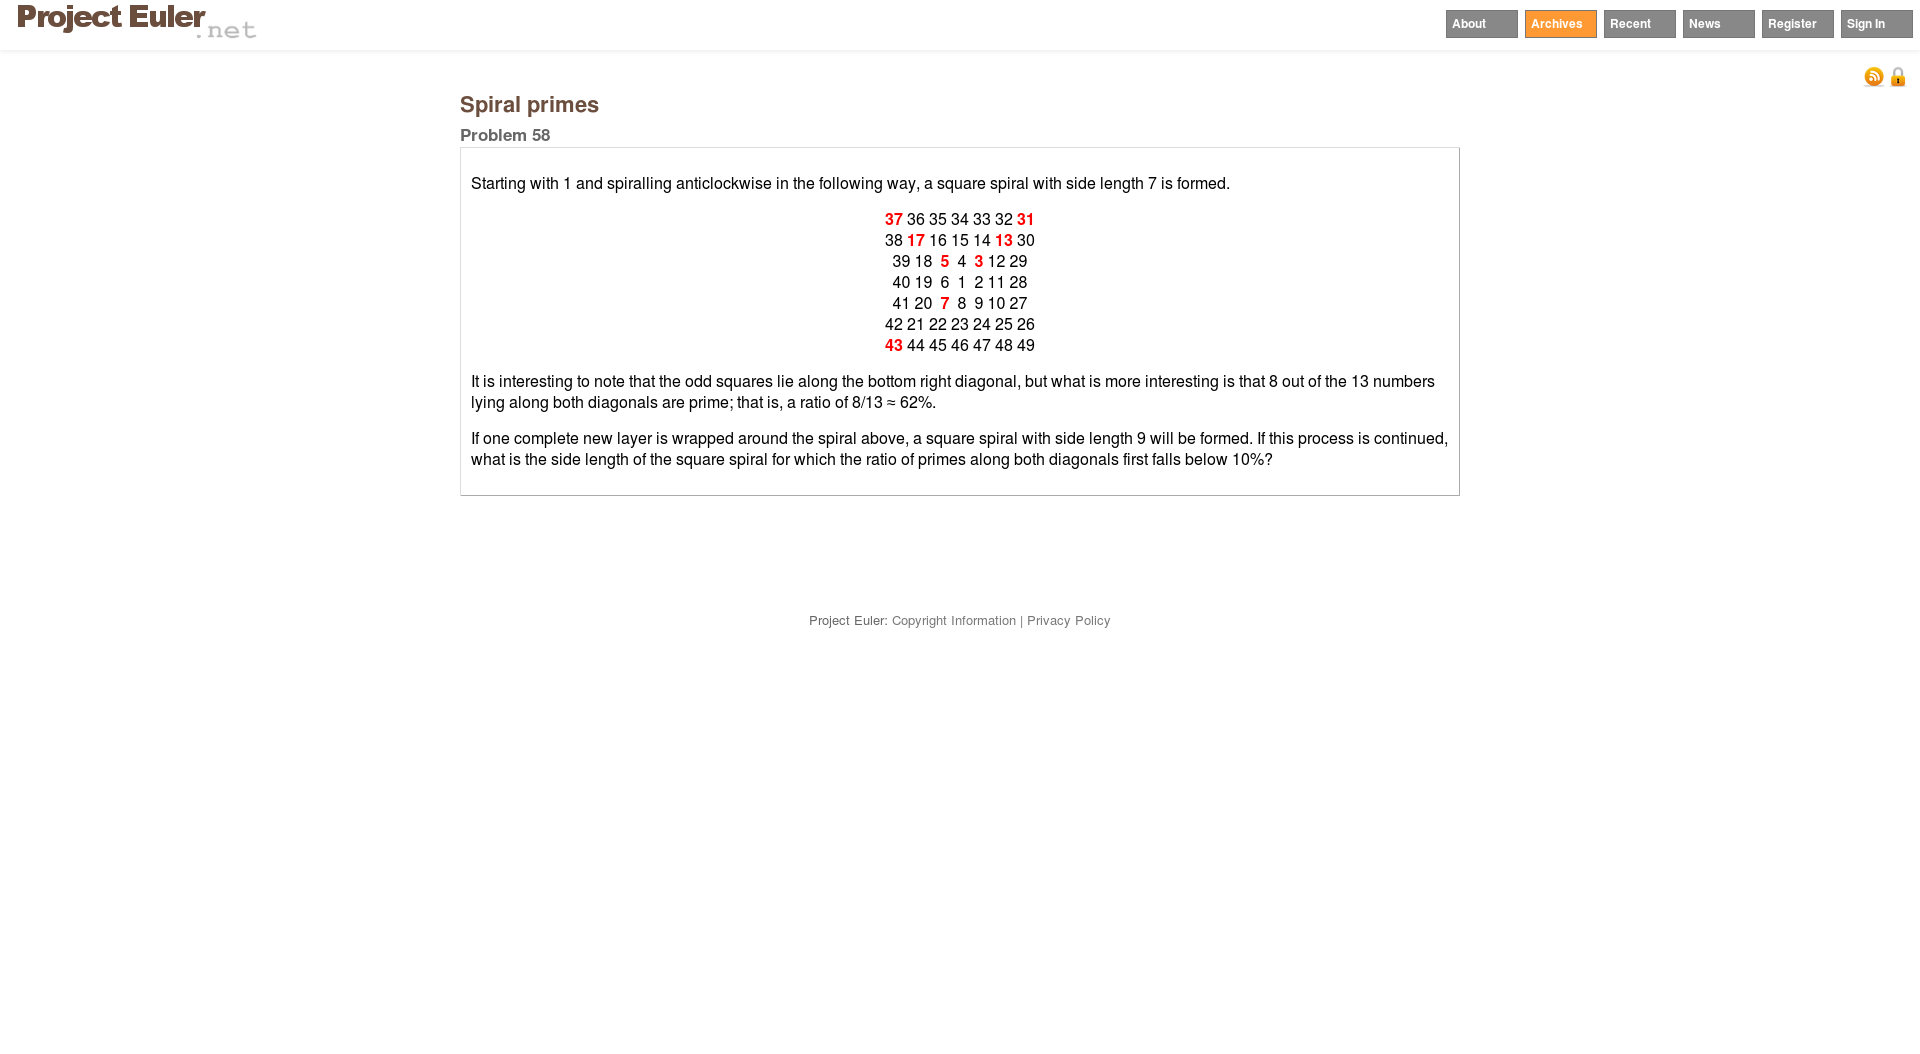 Project Euler.net
About Archives Recent News Register Sign In
Spiral primes
Problem 58
Starting with 1 and spiralling anticlockwise in the following way, a square spiral with side length 7 is formed.
37 36 35 34 33 32 31
38 17 16 15 14 13 30
39 18 5 4 3 12 29
40 19 6 1 2 11 28
41 20 7 8 9 10 27
42 21 22 23 24 25 26
43 44 45 46 47 48 49
It is interesting to note that the odd squares lie along the bottom right diagonal, but what is more interesting is that 8 out of the 13 numbers
lying along both diagonals are prime; that is, a ratio of 8/13 ≈ 62%.
If one complete new layer is wrapped around the spiral above, a square spiral with side length 9 will be formed. If this process is continued,
what is the side length of the square spiral for which the ratio of primes along both diagonals first falls below 10%?
Project Euler: Copyright Information | Privacy Policy